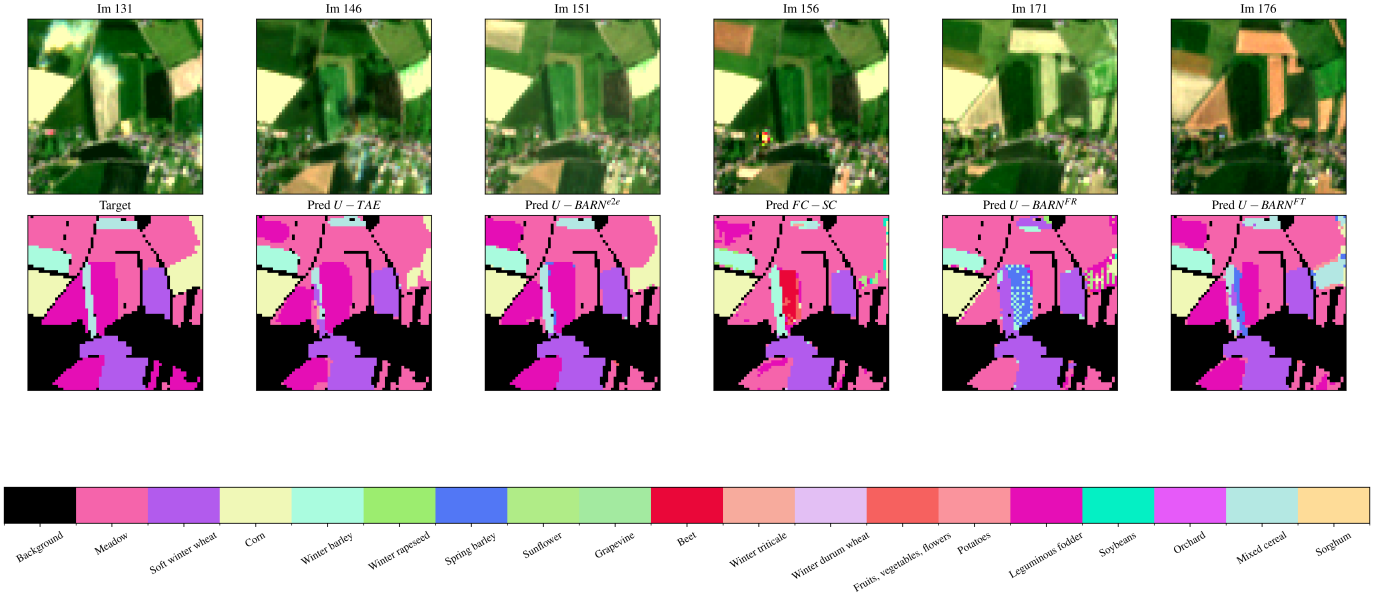 Im 131 Im 146 Im 151 Im 156 Im 171 Im 176
Target Pred U − TAE Pred U − BARN^e2e Pred FC − SC Pred U − BARN^FR Pred U − BARN^FT
Background Meadow Soft winter wheat Corn Winter barley Winter rapeseed Spring barley Sunflower Grapevine Beet Winter triticale Winter durum wheat Fruits, vegetables, flowers Potatoes Leguminous fodder Soybeans Orchard Mixed cereal Sorghum